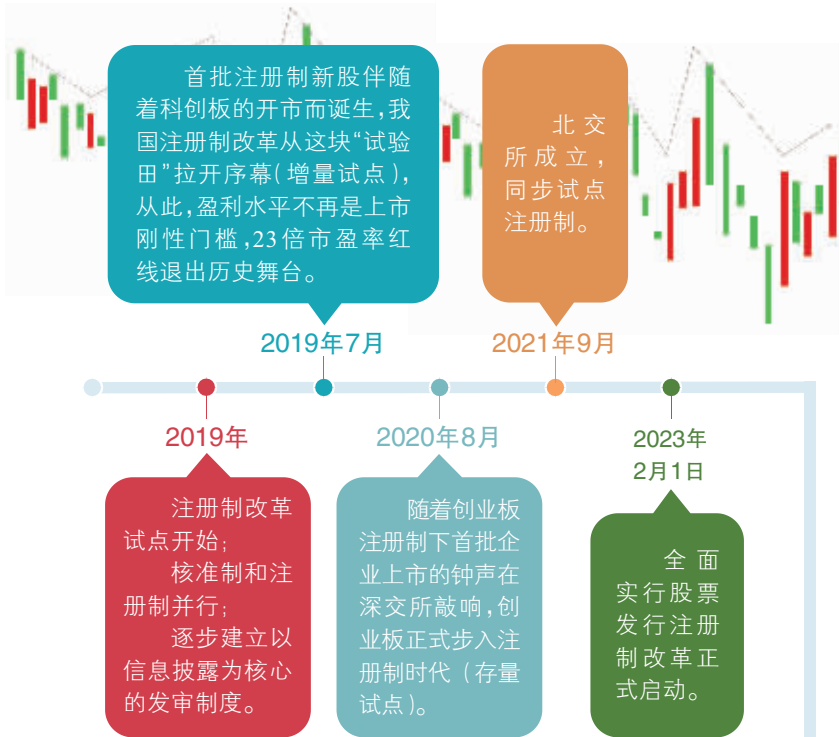 首批注册制新股伴随
着科创板的开市而诞生,我
国注册制改革从这块“试验
田”拉开序幕(增量试点),
从此,盈利水平不再是上市
刚性门槛,23倍市盈率红
线退出历史舞台。
2019年7月
北交
所成立,
同步试点
注册制。
2021年9月
2019年
注册制改革
试点开始;
核准制和注
册制并行;
逐步建立以
信息披露为核心
的发审制度。
2020年8月
随着创业板
注册制下首批企
业上市的钟声在
深交所敲响,创
业板正式步入注
册制时代(存量
试点)。
2023年
2月1日
全面
实行股票
发行注册
制改革正
式启动。